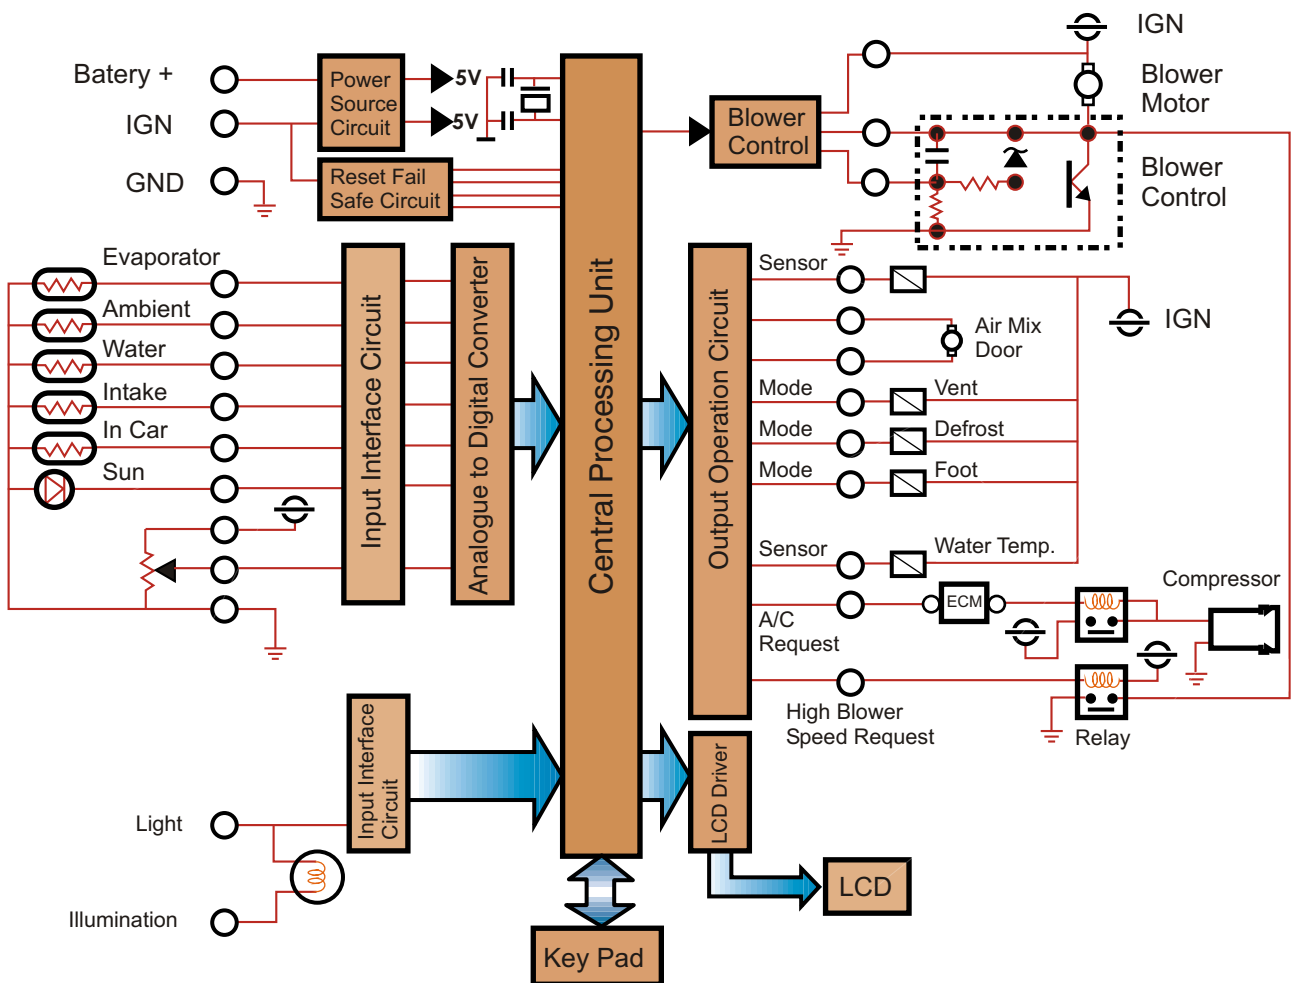 Batery +
IGN
GND
Power
Source
Circuit
5V
5V
Reset Fail
Safe Circuit
Blower
Control
IGN
Blower
Motor
Blower
Control
Evaporator
Ambient
Water
Intake
In Car
Sun
Input Interface Circuit
Analogue to Digital Converter
Central Processing Unit
Output Operation Circuit
Sensor
Air Mix
Door
IGN
Mode
Vent
Mode
Defrost
Mode
Foot
Sensor
Water Temp.
A/C
Request
ECM
Compressor
High Blower
Speed Request
Relay
Input Interface
Circuit
LCD Driver
LCD
Light
Illumination
Key Pad